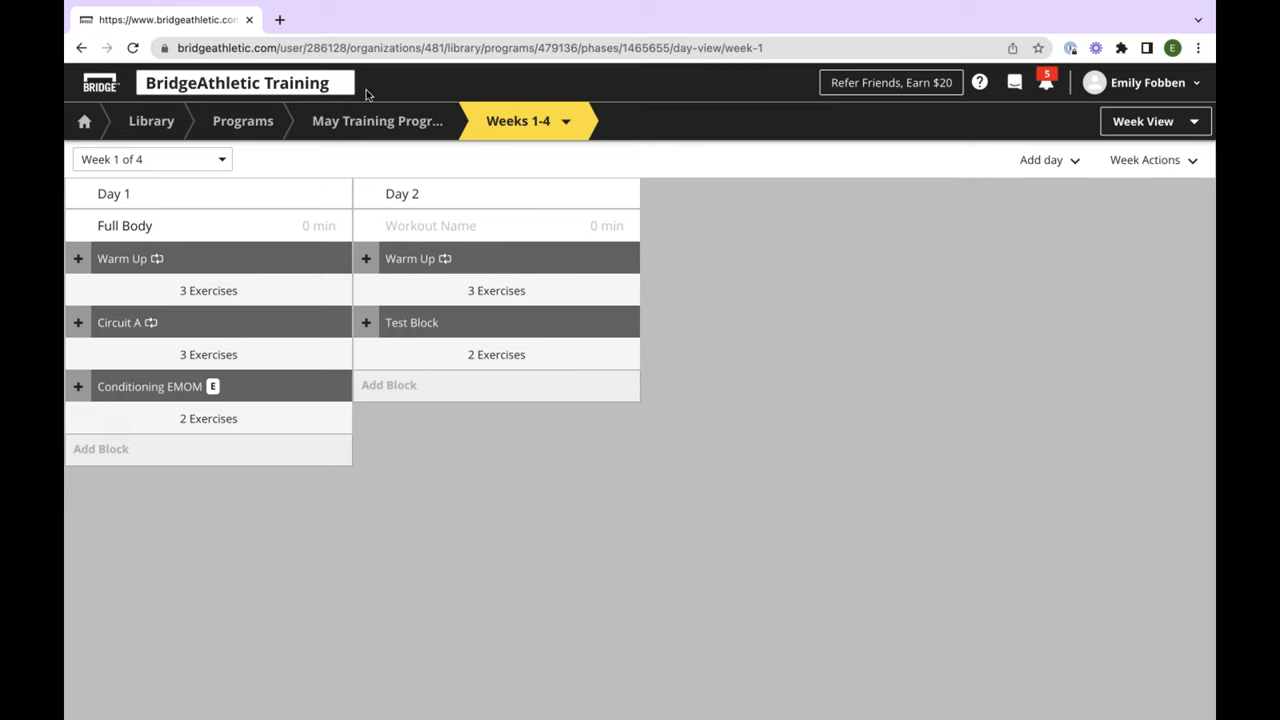 https://www.bridgeathletic.con
bridgeathletic.com/user/286128/organizations/481/library/programs/479136/phases/1465655/day-view/week-1
E
BRIDGE
BridgeAthletic Training
Refer Friends, Earn $20
5
Emily Fobben
Library
Programs
May Training Progr...
Weeks 1-4
Week View
Week 1 of 4
Add day
Week Actions
Day 1
Day 2
Full Body 0 min
Workout Name 0 min
Warm Up
Warm Up
3 Exercises
3 Exercises
Circuit A
Test Block
3 Exercises
2 Exercises
Conditioning EMOM E
Add Block
2 Exercises
Add Block